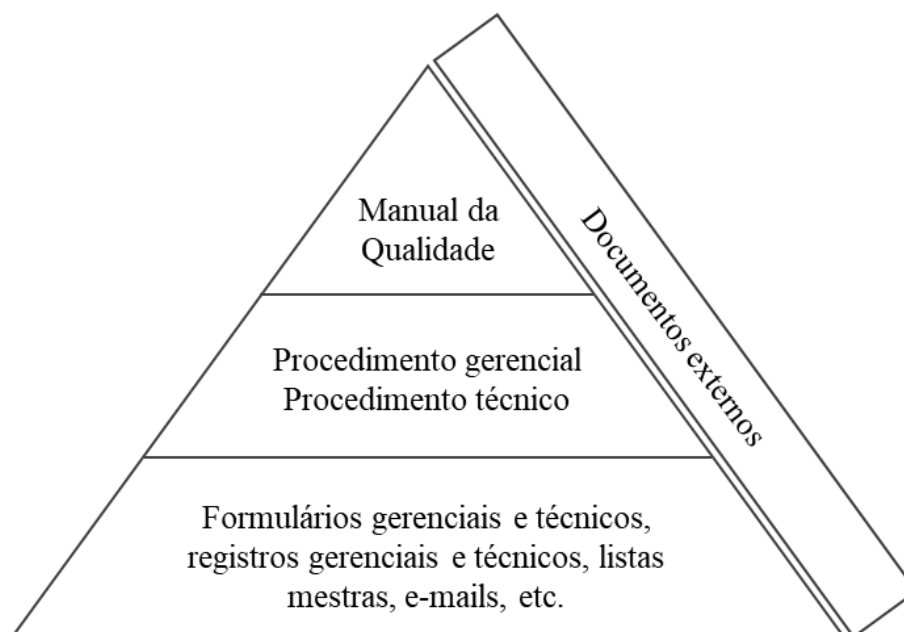 Manual da
Qualidade
Documentos externos
Procedimento gerencial
Procedimento técnico
Formulários gerenciais e técnicos,
registros gerenciais e técnicos, listas
mestras, e-mails, etc.